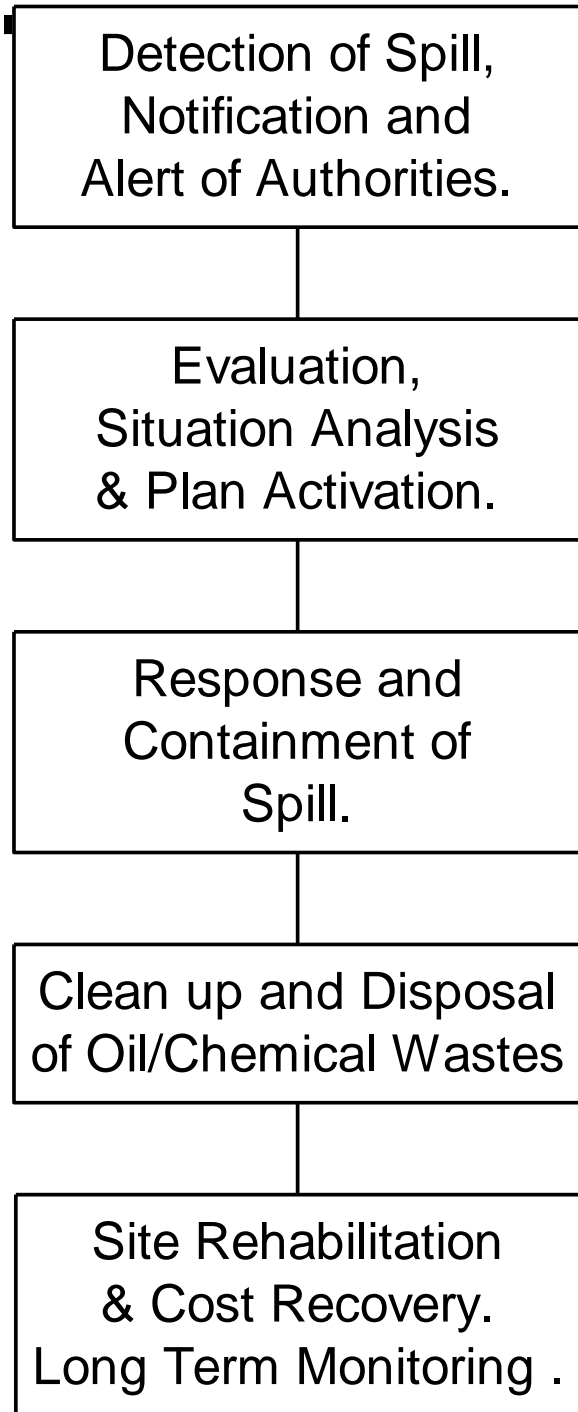 Detection of Spill,
Notification and
Alert of Authorities.
Evaluation,
Situation Analysis
& Plan Activation.
Response and
Containment of
Spill.
Clean up and Disposal
of Oil/Chemical Wastes
Site Rehabilitation
& Cost Recovery.
Long Term Monitoring .